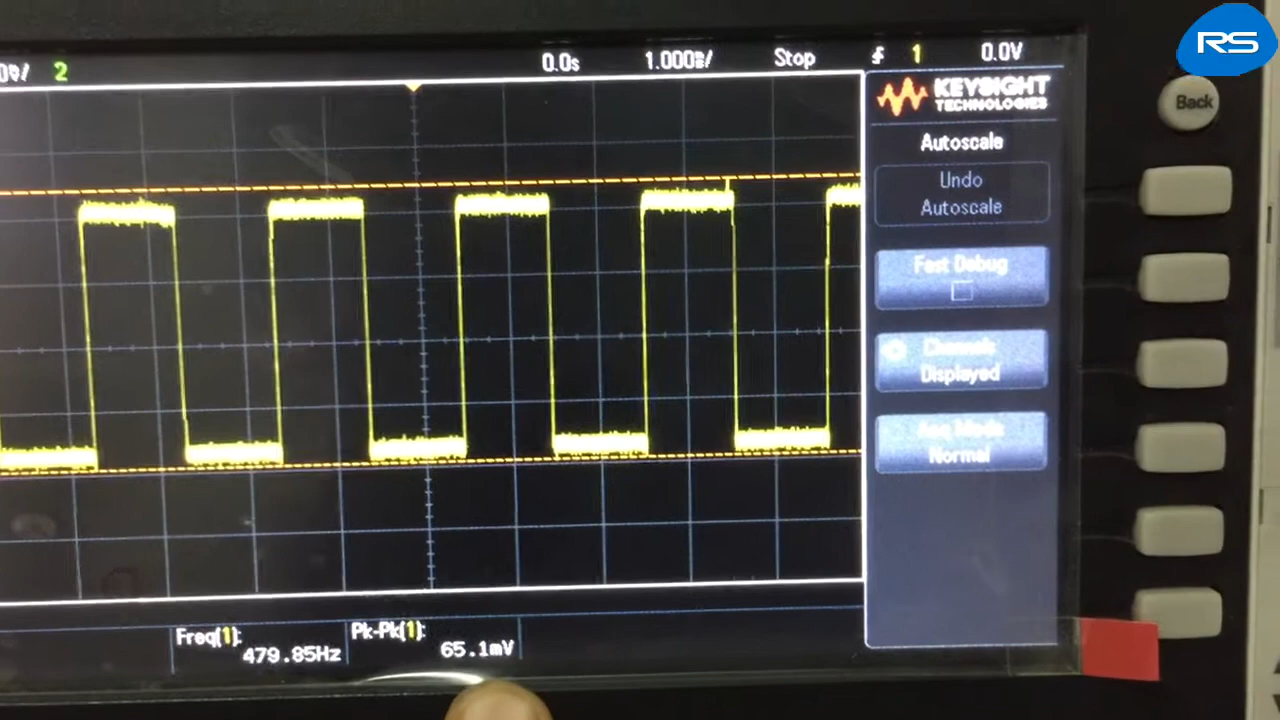 RS
2 0.0s 1.000ms/ Stop 1 0.0V
KEYSIGHT
TECHNOLOGIES
Back
Autoscale
Undo
Autoscale
Fast Debug
Channels
Displayed
Acq Mode
Normal
Freq(1): Pk-Pk(1):
479.85Hz 65.1mV